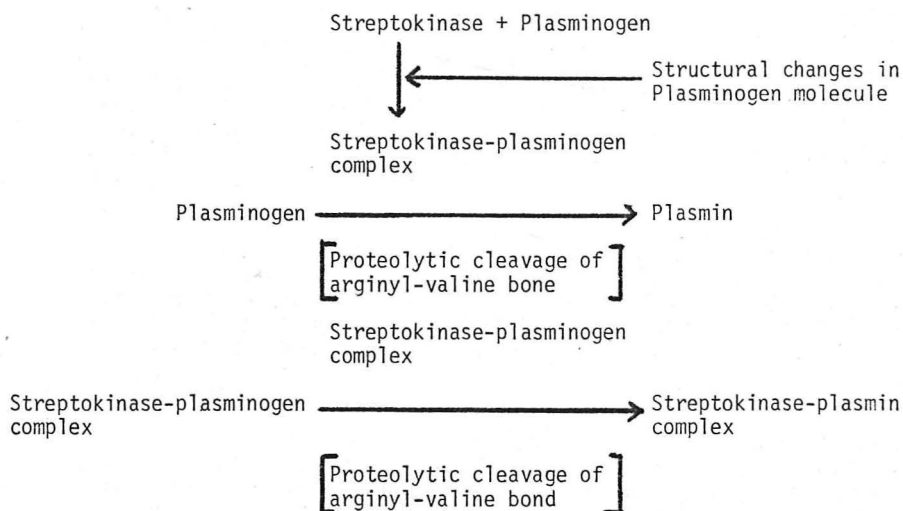 Streptokinase + Plasminogen
Structural changes in
Plasminogen molecule
Streptokinase-plasminogen
complex
Plasminogen
Plasmin
Proteolytic cleavage of
arginyl-valine bone
Streptokinase-plasminogen
complex
Streptokinase-plasminogen
complex
Streptokinase-plasmin
complex
Proteolytic cleavage of
arginyl-valine bond